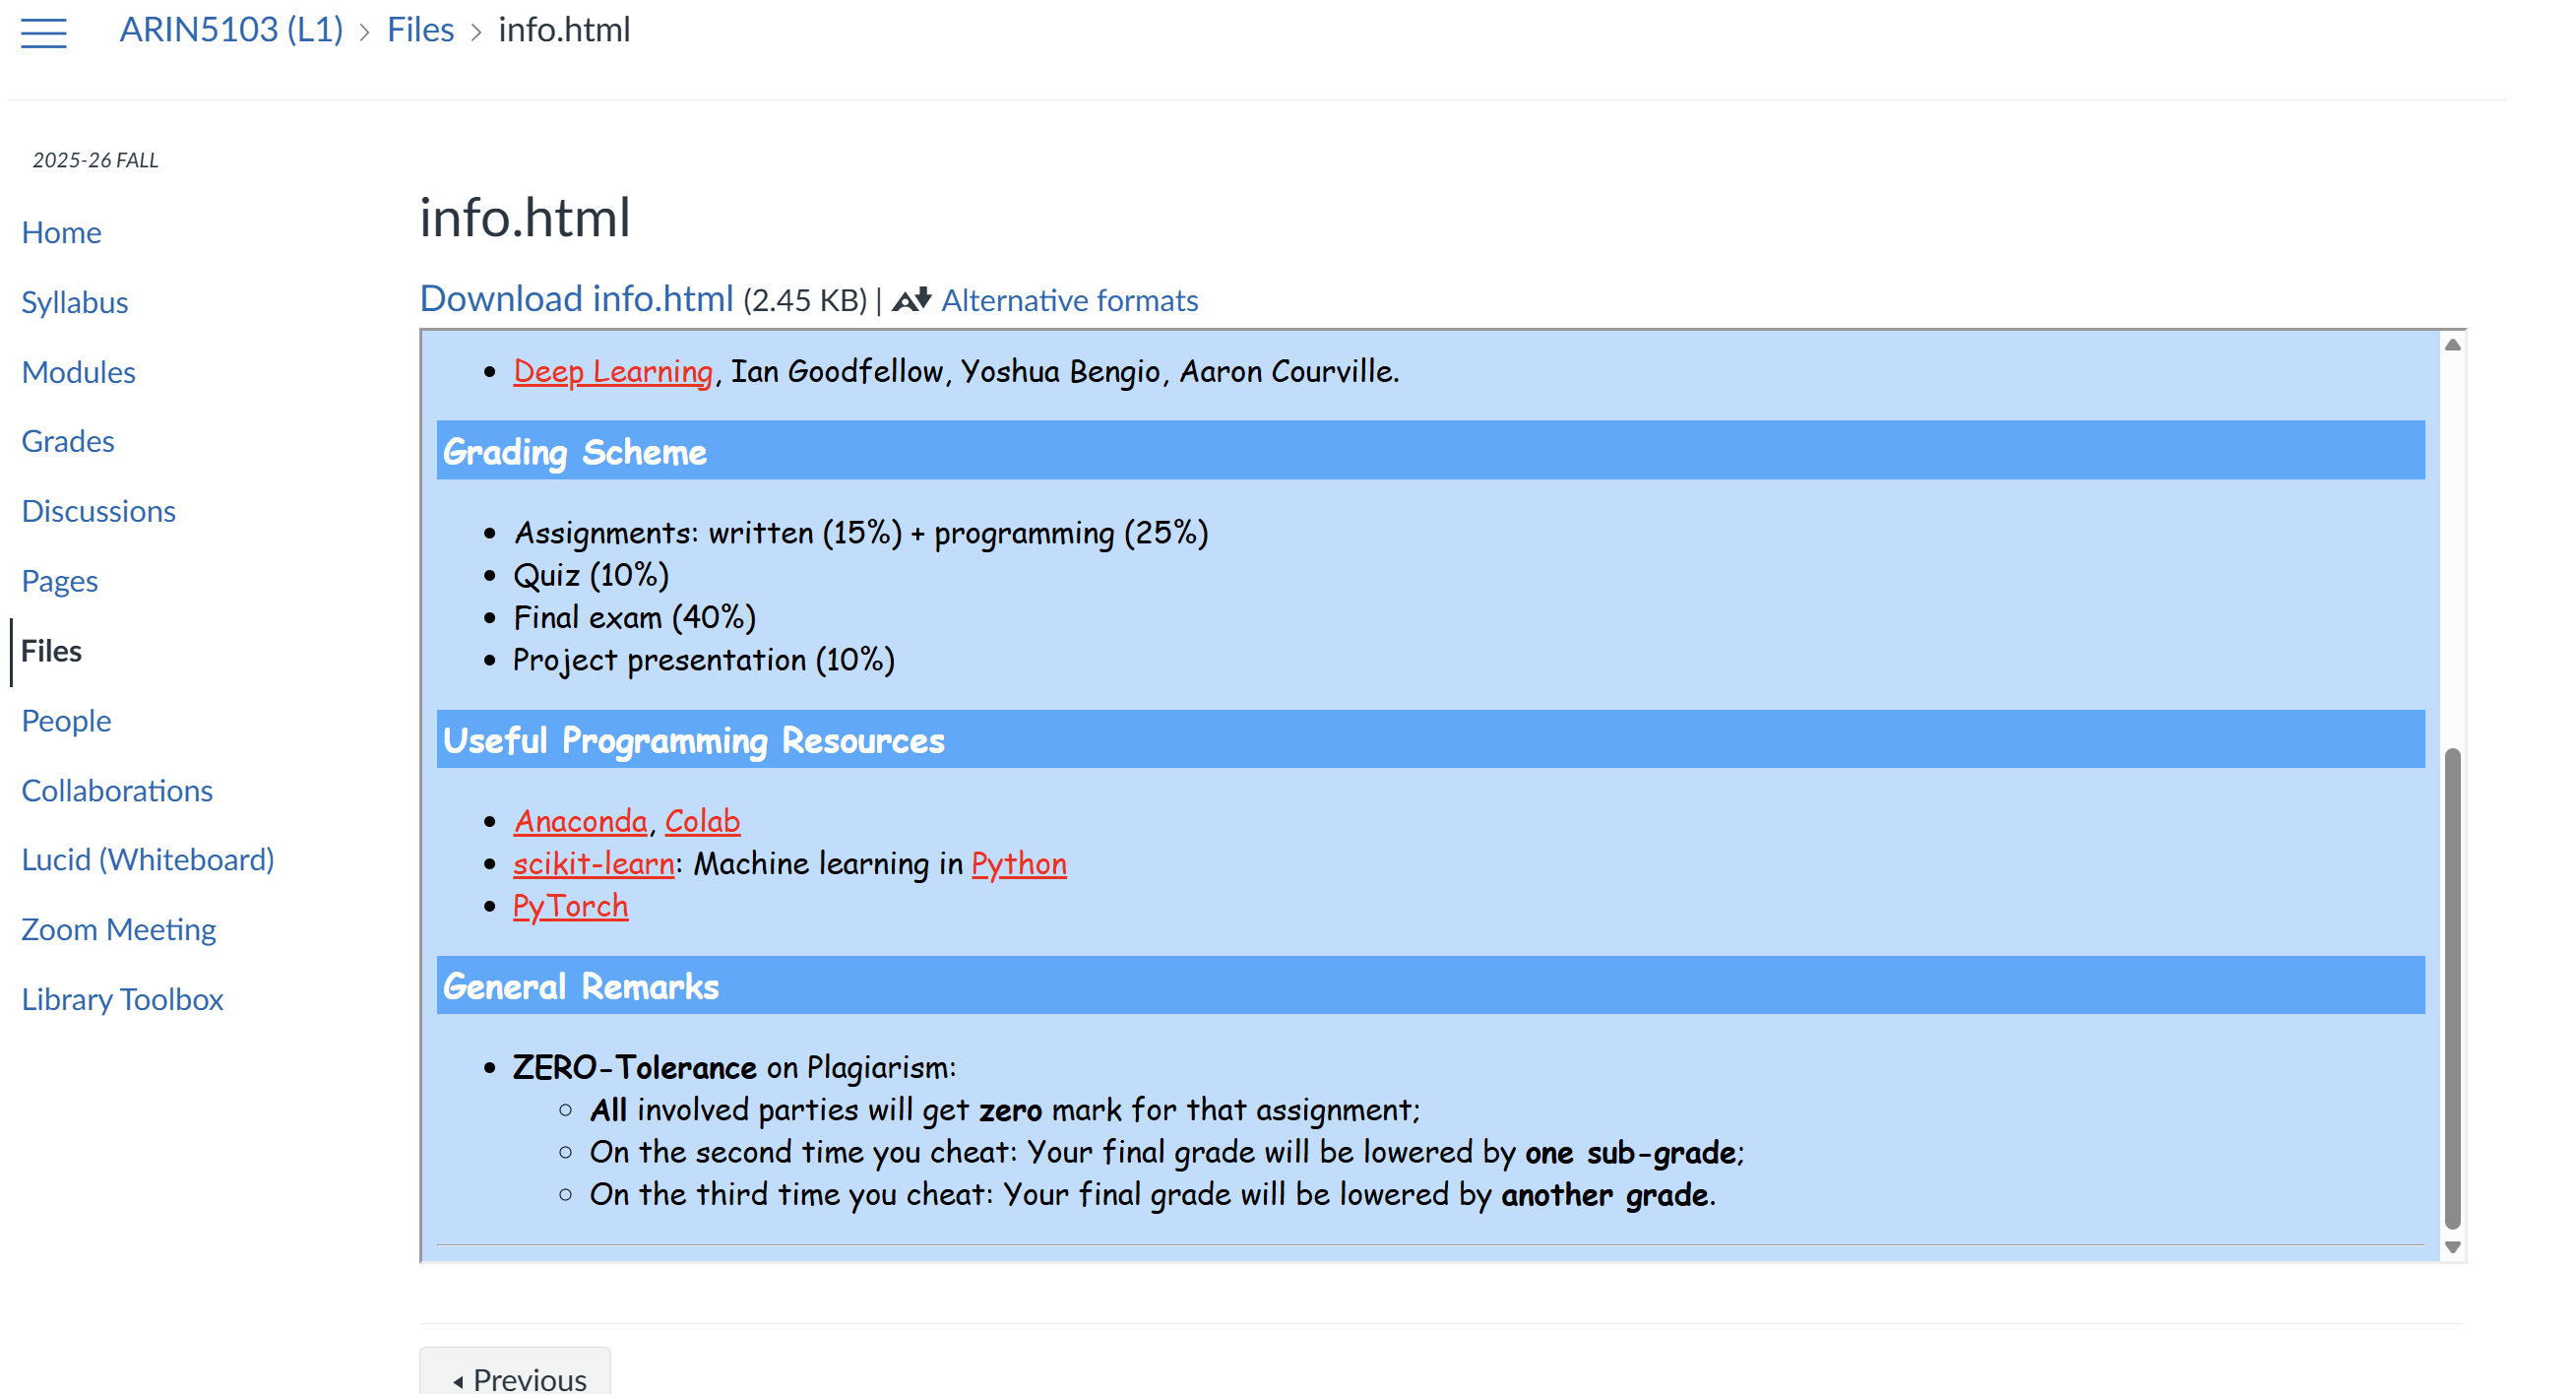 ARIN5103 (L1) > Files > info.html
2025-26 FALL
Home
Syllabus
Modules
Grades
Discussions
Pages
Files
People
Collaborations
Lucid (Whiteboard)
Zoom Meeting
Library Toolbox
info.html
Download info.html (2.45 KB) | Alternative formats
• Deep Learning, Ian Goodfellow, Yoshua Bengio, Aaron Courville.
Grading Scheme
• Assignments: written (15%) + programming (25%)
• Quiz (10%)
• Final exam (40%)
• Project presentation (10%)
Useful Programming Resources
• Anaconda, Colab
• scikit-learn: Machine learning in Python
• PyTorch
General Remarks
• ZERO-Tolerance on Plagiarism:
○ All involved parties will get zero mark for that assignment;
○ On the second time you cheat: Your final grade will be lowered by one sub-grade;
○ On the third time you cheat: Your final grade will be lowered by another grade.
Previous